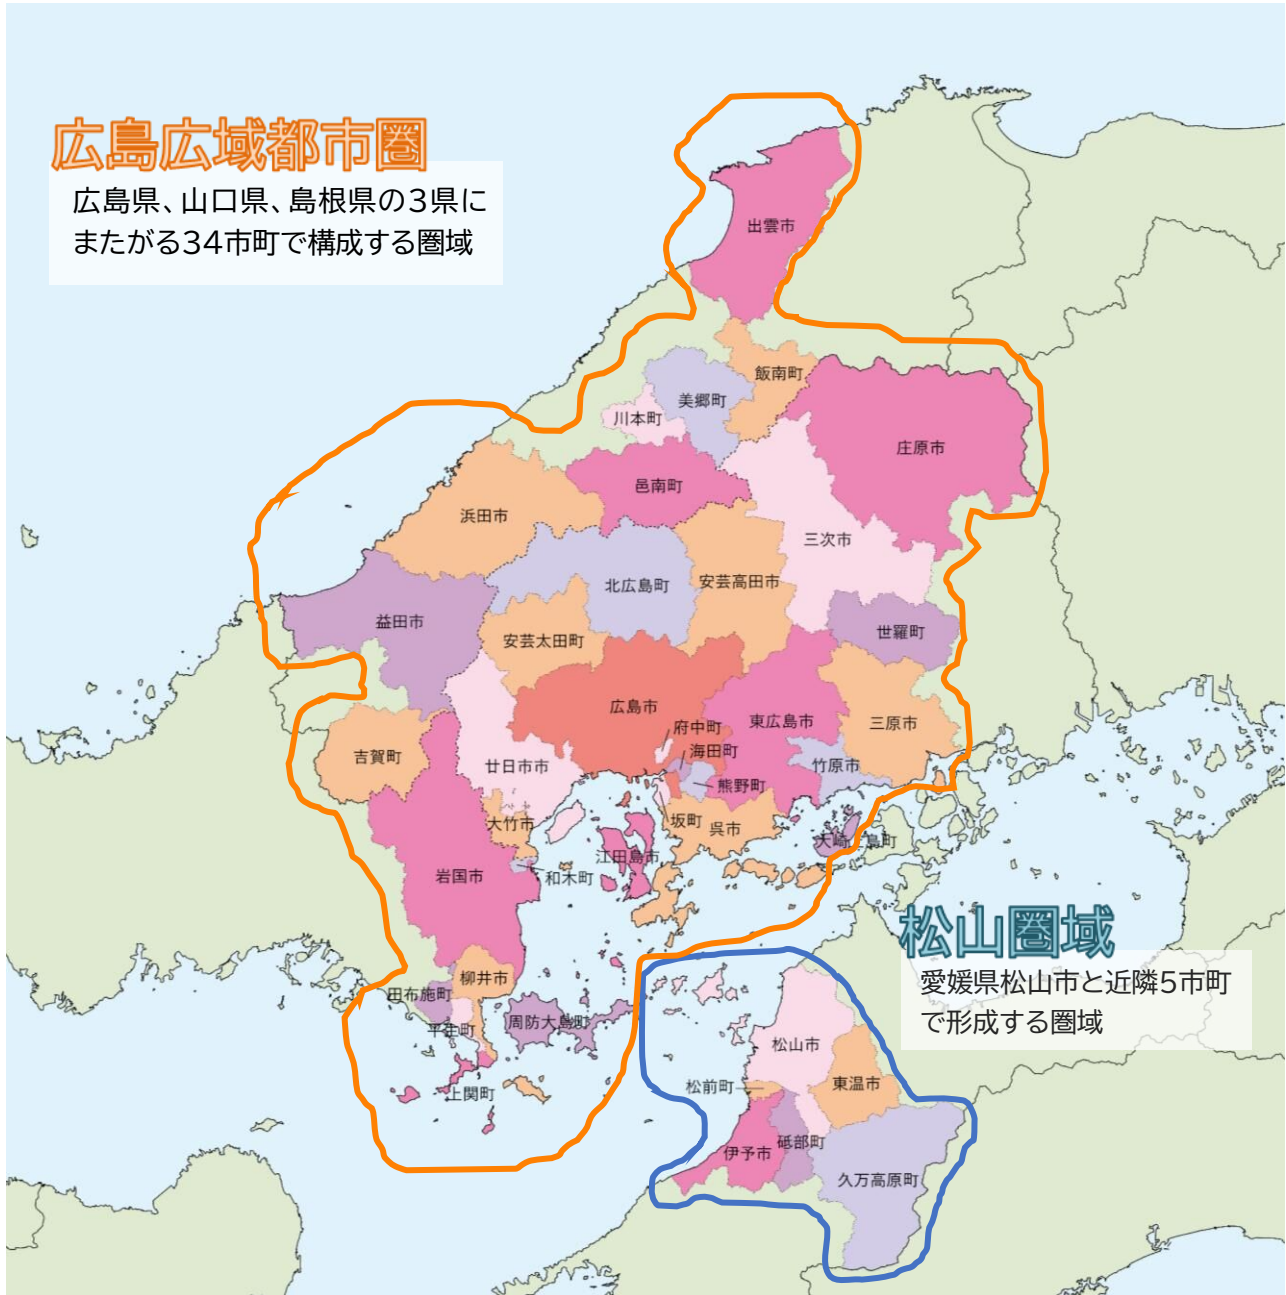 広島広域都市圏
広島県、山口県、島根県の3県に
またがる34市町で構成する圏域
出雲市
飯南町
美郷町
川本町
庄原市
邑南町
浜田市
三次市
北広島町
安芸高田市
益田市
安芸太田町
世羅町
広島市
東広島市
三原市
府中町
海田町
吉賀町
廿日市市
竹原市
熊野町
大竹市
坂町
呉市
大崎上島町
江田島市
岩国市
和木町
柳井市
田布施町
周防大島町
平生町
上関町
松山圏域
愛媛県松山市と近隣5市町
で形成する圏域
松山市
東温市
松前町
砥部町
伊予市
久万高原町